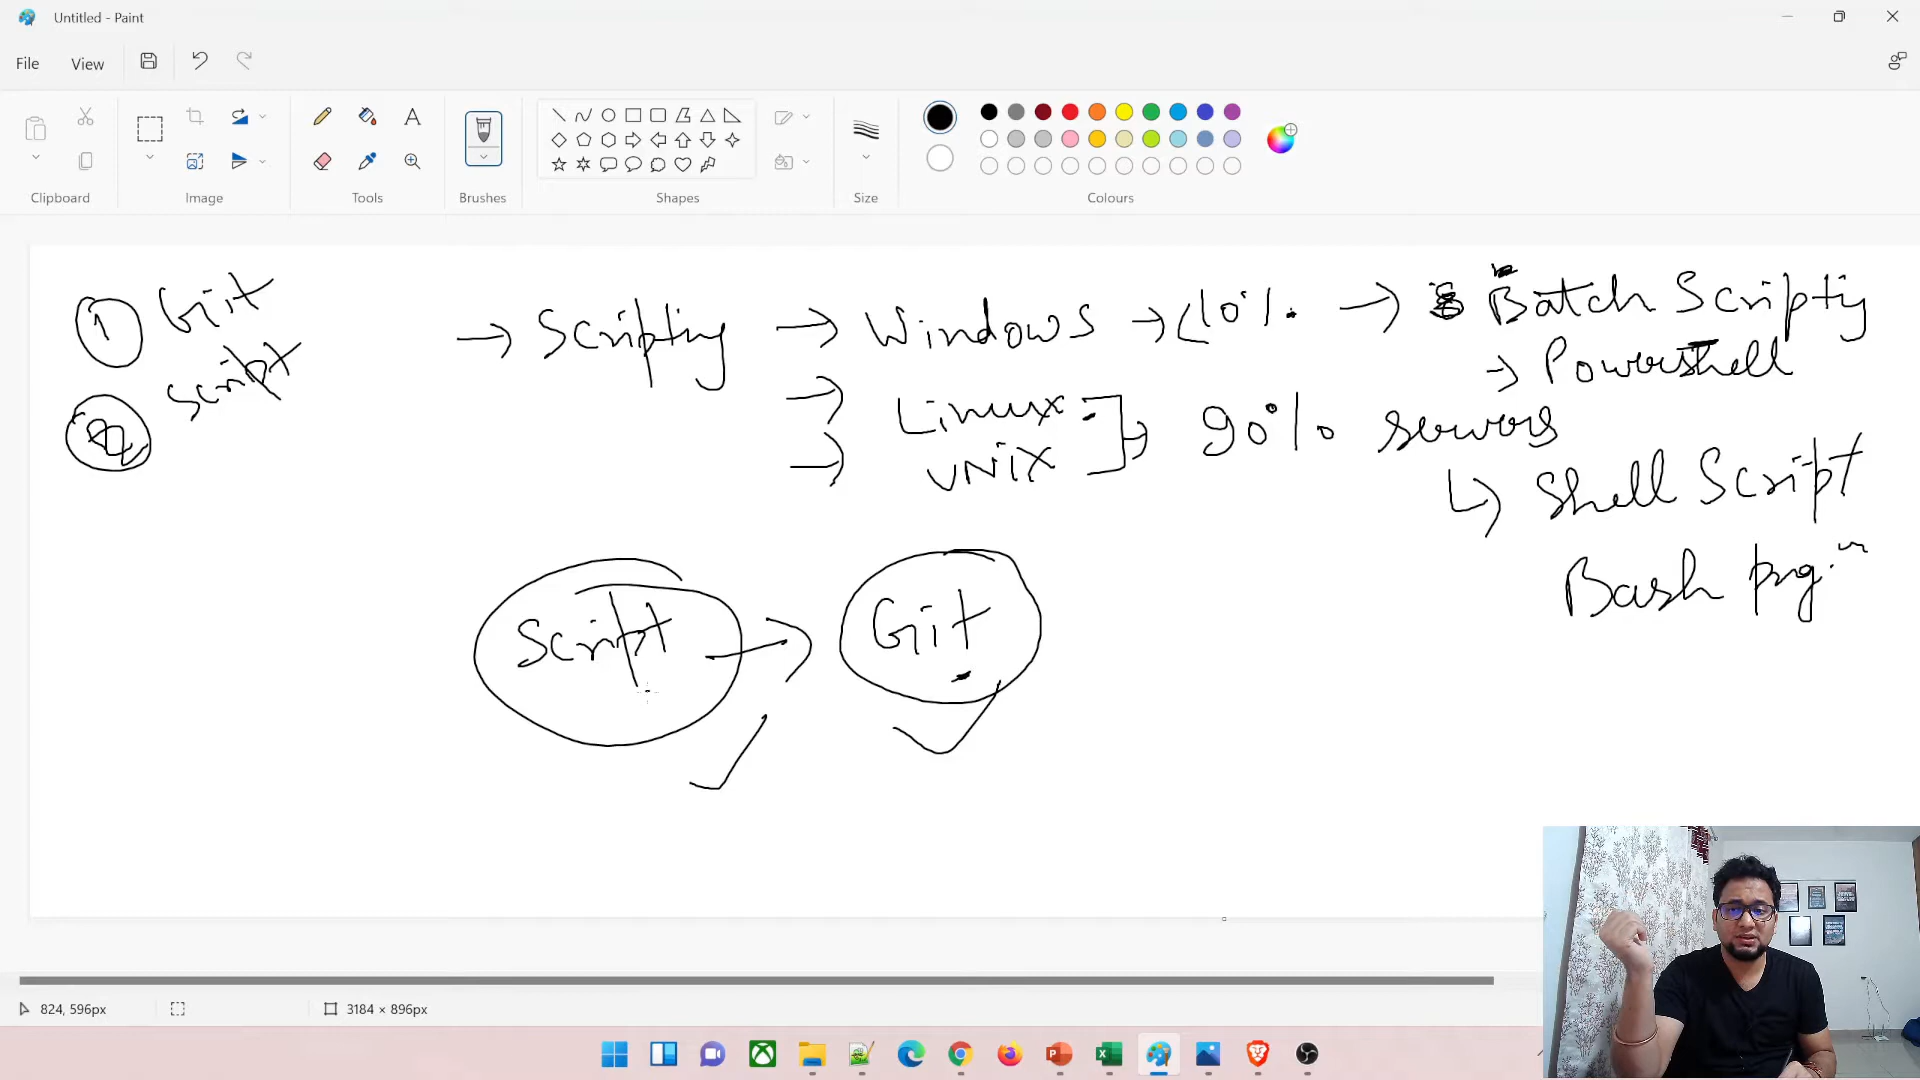 Untitled - Paint
File
View
Clipboard
Image
Tools
Brushes
Shapes
Size
Colours
1 Git
2 Script
→ Scripting → Windows → <10%. → Batch Scripting
→ Powershell
→ Linux
→ UNIX
90% servers
↳ Shell Script
Bash prog
Script → Git
824, 596px
3184 × 896px